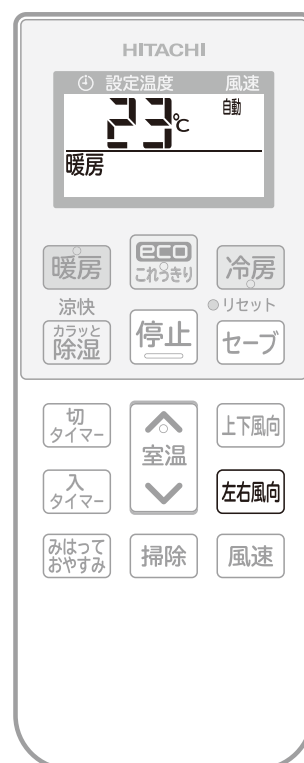 HITACHI
設定温度 風速
23℃ 自動
暖房
暖房 eco これっきり 冷房
涼快 リセット
カラッと除湿 停止 セーブ
切タイマー 室温 上下風向
入タイマー 左右風向
みはっておやすみ 掃除 風速